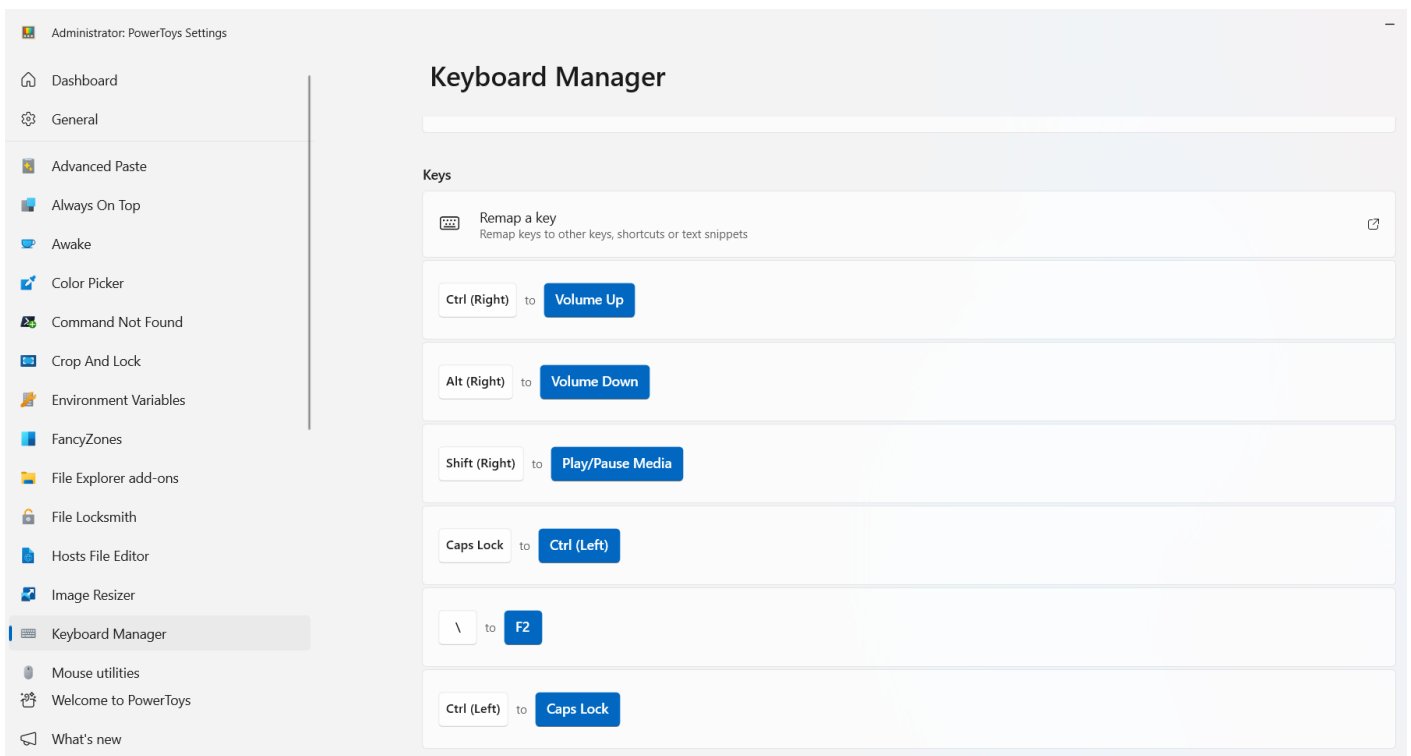 Administrator: PowerToys Settings
Dashboard
General
Advanced Paste
Always On Top
Awake
Color Picker
Command Not Found
Crop And Lock
Environment Variables
FancyZones
File Explorer add-ons
File Locksmith
Hosts File Editor
Image Resizer
Keyboard Manager
Mouse utilities
Welcome to PowerToys
What's new
Keyboard Manager
Keys
Remap a key
Remap keys to other keys, shortcuts or text snippets
Ctrl (Right) to Volume Up
Alt (Right) to Volume Down
Shift (Right) to Play/Pause Media
Caps Lock to Ctrl (Left)
\ to F2
Ctrl (Left) to Caps Lock